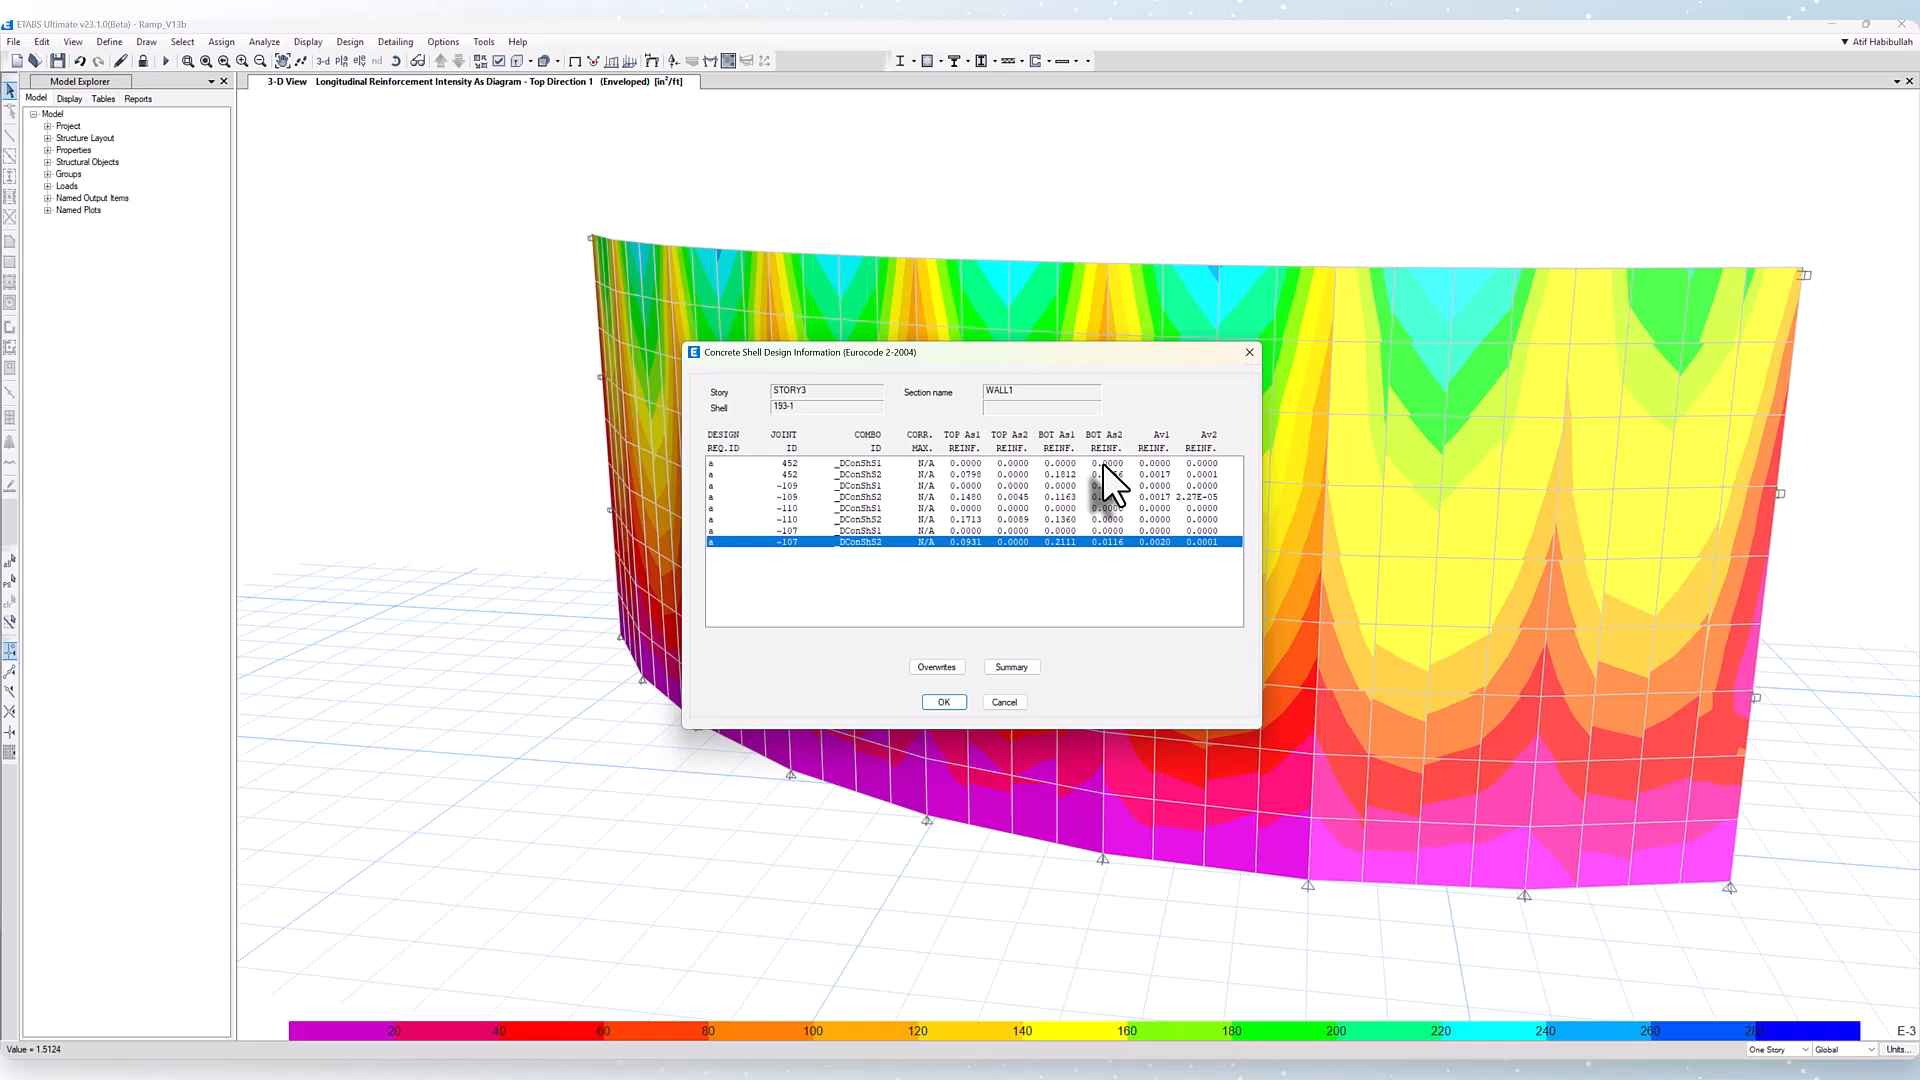 ETABS Ultimate v23.1.0(Beta) - Ramp_V13b
File Edit View Define Draw Select Assign Analyze Display Design Detailing Options Tools Help
Atif Habibullah
3-d
nd
Model Explorer
3-D View Longitudinal Reinforcement Intensity As Diagram - Top Direction 1 (Enveloped) [in²/ft]
Model Display Tables Reports
Model
Project
Structure Layout
Properties
Structural Objects
Groups
Loads
Named Output Items
Named Plots
all
PS
Concrete Shell Design Information (Eurocode 2-2004)
Story STORY3 Section name WALL1
Shell 193-1
DESIGN JOINT COMBO CORR. TOP As1 TOP As2 BOT As1 BOT As2 Av1 Av2
REQ.ID ID ID MAX. REINF. REINF. REINF. REINF. REINF. REINF.
a 452 _DConShS1 N/A 0.0000 0.0000 0.0000 0.0000 0.0000 0.0000
a 452 _DConShS2 N/A 0.0798 0.0000 0.1812 0.0017 0.0001
a ~109 _DConShS1 N/A 0.0000 0.0000 0.0000 0.0000 0.0000
a ~109 _DConShS2 N/A 0.1480 0.0045 0.1163 0.0017 2.27E-05
a ~110 _DConShS1 N/A 0.0000 0.0000 0.0000 0.0000 0.0000 0.0000
a ~110 _DConShS2 N/A 0.1713 0.0089 0.1360 0.0000 0.0000 0.0000
a ~107 _DConShS1 N/A 0.0000 0.0000 0.0000 0.0000 0.0000 0.0000
a ~107 _DConShS2 N/A 0.0931 0.0000 0.2111 0.0116 0.0020 0.0001
Overwrites Summary
OK Cancel
20 40 60 80 100 120 140 160 180 200 220 240 260 280 E-3
Value = 1.5124
One Story Global Units...